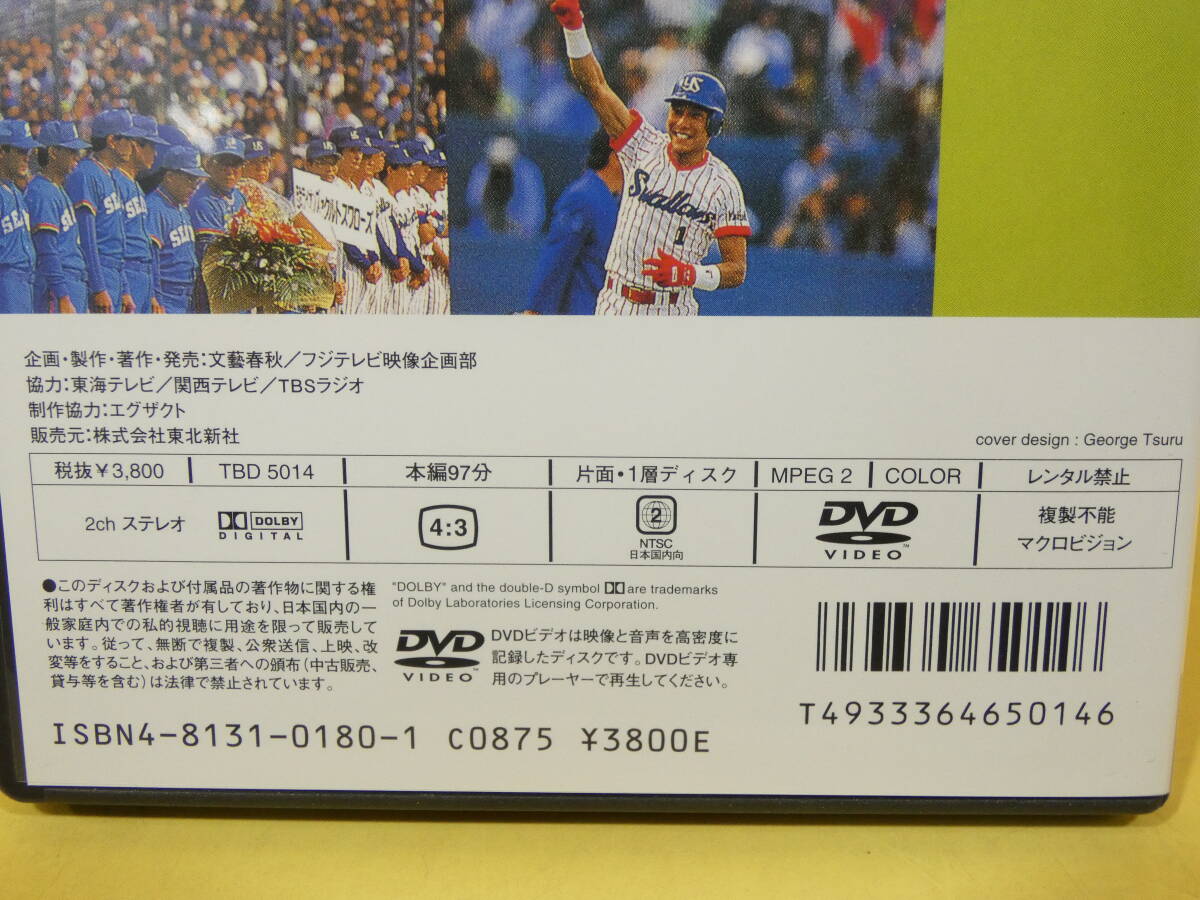 YS
Swallows
1
企画・製作・著作・発売：文藝春秋／フジテレビ映像企画部
協力：東海テレビ／関西テレビ／TBSラジオ
制作協力：エグザクト
販売元：株式会社東北新社
cover design : George Tsuru
税抜￥3,800 TBD 5014 本編97分 片面・1層ディスク MPEG 2 COLOR レンタル禁止
2ch ステレオ DOLBY DIGITAL 4:3 2 NTSC 日本国内向 DVD VIDEO 複製不能 マクロビジョン
●このディスクおよび付属品の著作物に関する権
利はすべて著作権者が有しており、日本国内の一
般家庭内での私的視聴に用途を限って販売して
います。従って、無断で複製、公衆送信、上映、改
変等をすること、および第三者への頒布（中古販売、
貸与等を含む）は法律で禁止されています。
"DOLBY" and the double-D symbol are trademarks
of Dolby Laboratories Licensing Corporation.
DVD VIDEO
DVDビデオは映像と音声を高密度に
記録したディスクです。DVDビデオ専
用のプレーヤーで再生してください。
T4933364650146
ISBN4-8131-0180-1 C0875 ¥3800E